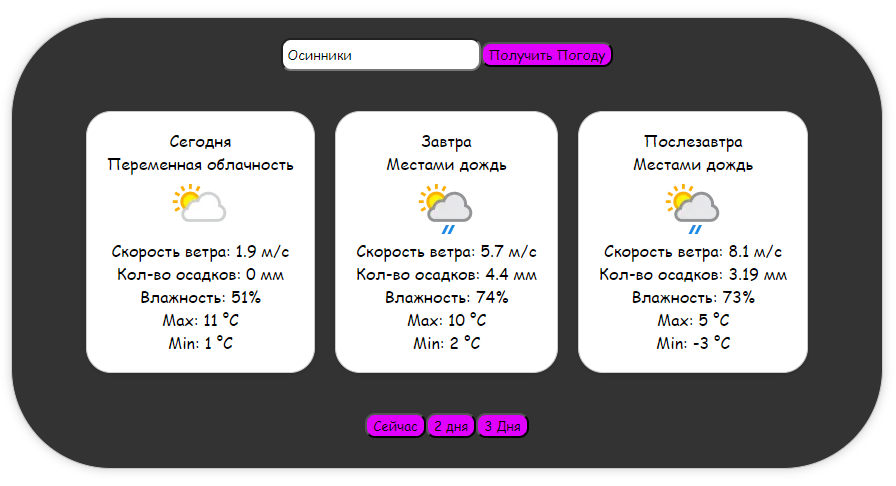 Осинники
Получить Погоду
Сегодня
Переменная облачность
Скорость ветра: 1.9 м/с
Кол-во осадков: 0 мм
Влажность: 51%
Max: 11 °C
Min: 1 °C
Завтра
Местами дождь
Скорость ветра: 5.7 м/с
Кол-во осадков: 4.4 мм
Влажность: 74%
Max: 10 °C
Min: 2 °C
Послезавтра
Местами дождь
Скорость ветра: 8.1 м/с
Кол-во осадков: 3.19 мм
Влажность: 73%
Max: 5 °C
Min: -3 °C
Сейчас
2 дня
3 Дня